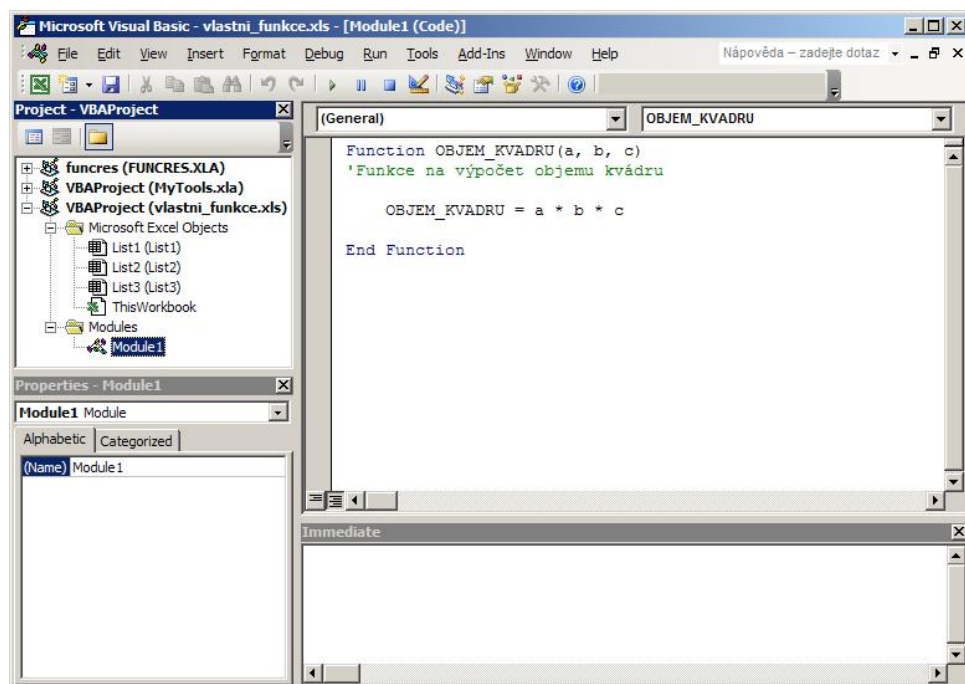 Microsoft Visual Basic - vlastni_funkce.xls - [Module1 (Code)]
File Edit View Insert Format Debug Run Tools Add-Ins Window Help Nápověda – zadejte dotaz
Project - VBAProject
funcres (FUNCRES.XLA)
VBAProject (MyTools.xla)
VBAProject (vlastni_funkce.xls)
Microsoft Excel Objects
List1 (List1)
List2 (List2)
List3 (List3)
ThisWorkbook
Modules
Module1
Properties - Module1
Module1 Module
Alphabetic Categorized
(Name) Module1
(General) OBJEM_KVADRU
Function OBJEM_KVADRU(a, b, c)
'Funkce na výpočet objemu kvádru
OBJEM_KVADRU = a * b * c
End Function
Immediate